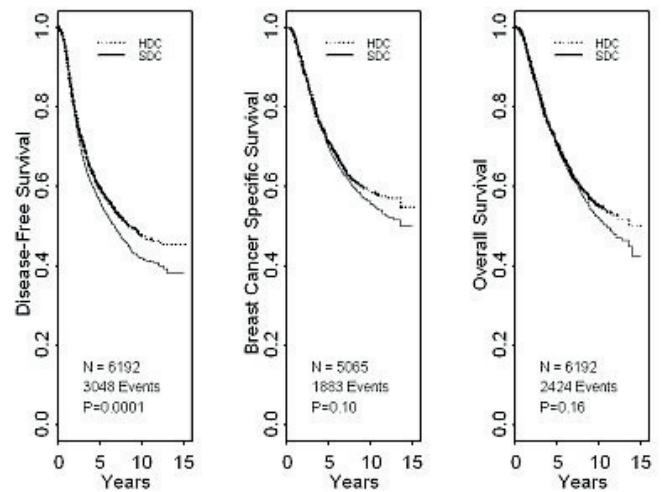 Disease-Free Survival
0.0 0.2 0.4 0.6 0.8 1.0
HDC
SDC
N = 6192
3048 Events
P=0.0001
0 5 10 15
Years
Breast Cancer Specific Survival
0.0 0.2 0.4 0.6 0.8 1.0
HDC
SDC
N = 5065
1883 Events
P=0.10
0 5 10 15
Years
Overall Survival
0.0 0.2 0.4 0.6 0.8 1.0
HDC
SDC
N = 6192
2424 Events
P=0.16
0 5 10 15
Years